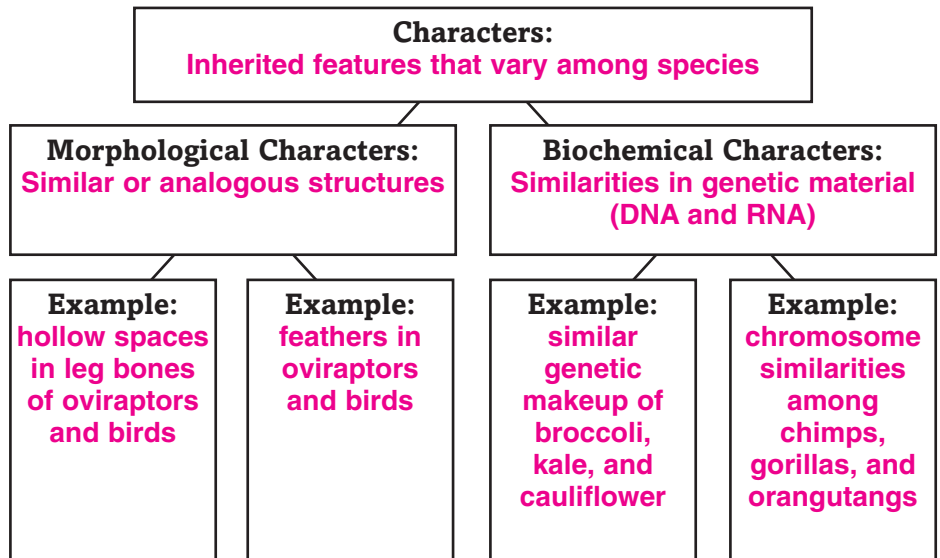 Characters:
Inherited features that vary among species
Morphological Characters:
Similar or analogous structures
Biochemical Characters:
Similarities in genetic material
(DNA and RNA)
Example:
hollow spaces
in leg bones
of oviraptors
and birds
Example:
feathers in
oviraptors
and birds
Example:
similar
genetic
makeup of
broccoli,
kale, and
cauliflower
Example:
chromosome
similarities
among
chimps,
gorillas, and
orangutangs